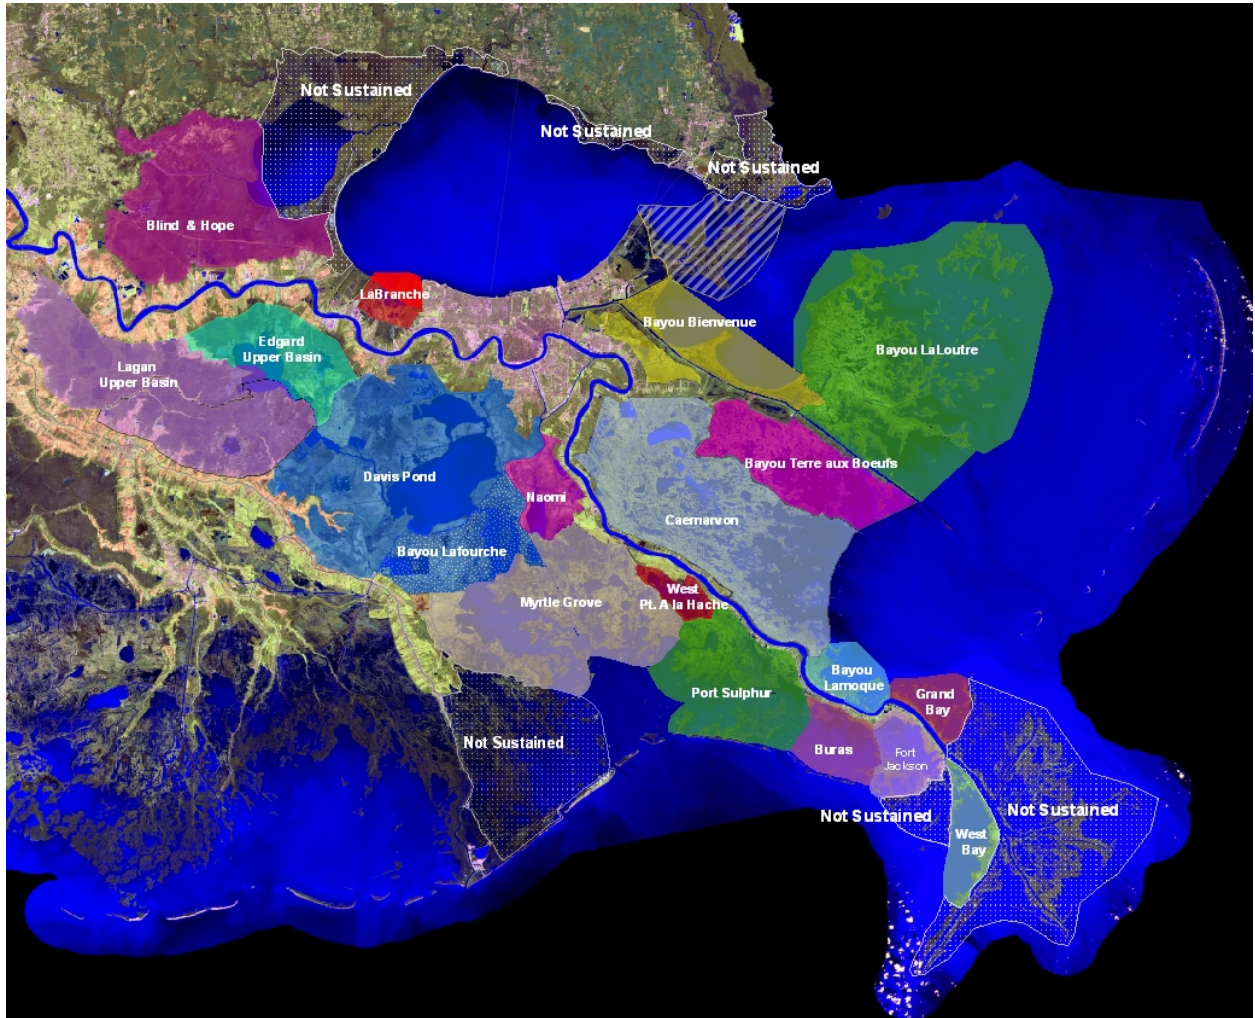 Not Sustained
Not Sustained
Not Sustained
Blind & Hope
LaBranche
Bayou Bienvenue
Edgard
Upper Basin
Bayou LaLoutre
Lagan
Upper Basin
Bayou Terre aux Boeufs
Davis Pond
Naomi
Caernarvon
Bayou Lafourche
West
Pt. A la Hache
Myrtle Grove
Bayou
Lamoque
Port Sulphur
Grand
Bay
Not Sustained
Buras
Fort
Jackson
Not Sustained
Not Sustained
West
Bay